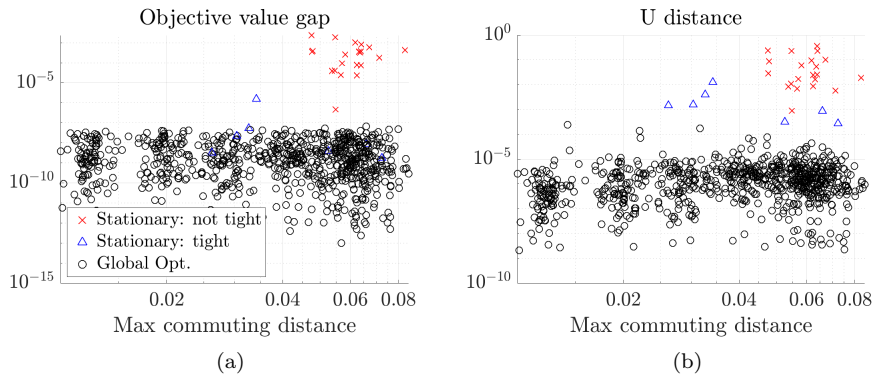 Objective value gap
10^{-5}
10^{-10}
10^{-15}
Stationary: not tight
Stationary: tight
Global Opt.
0.02 0.04 0.06 0.08
Max commuting distance
(a)
U distance
10^{0}
10^{-5}
10^{-10}
0.02 0.04 0.06 0.08
Max commuting distance
(b)